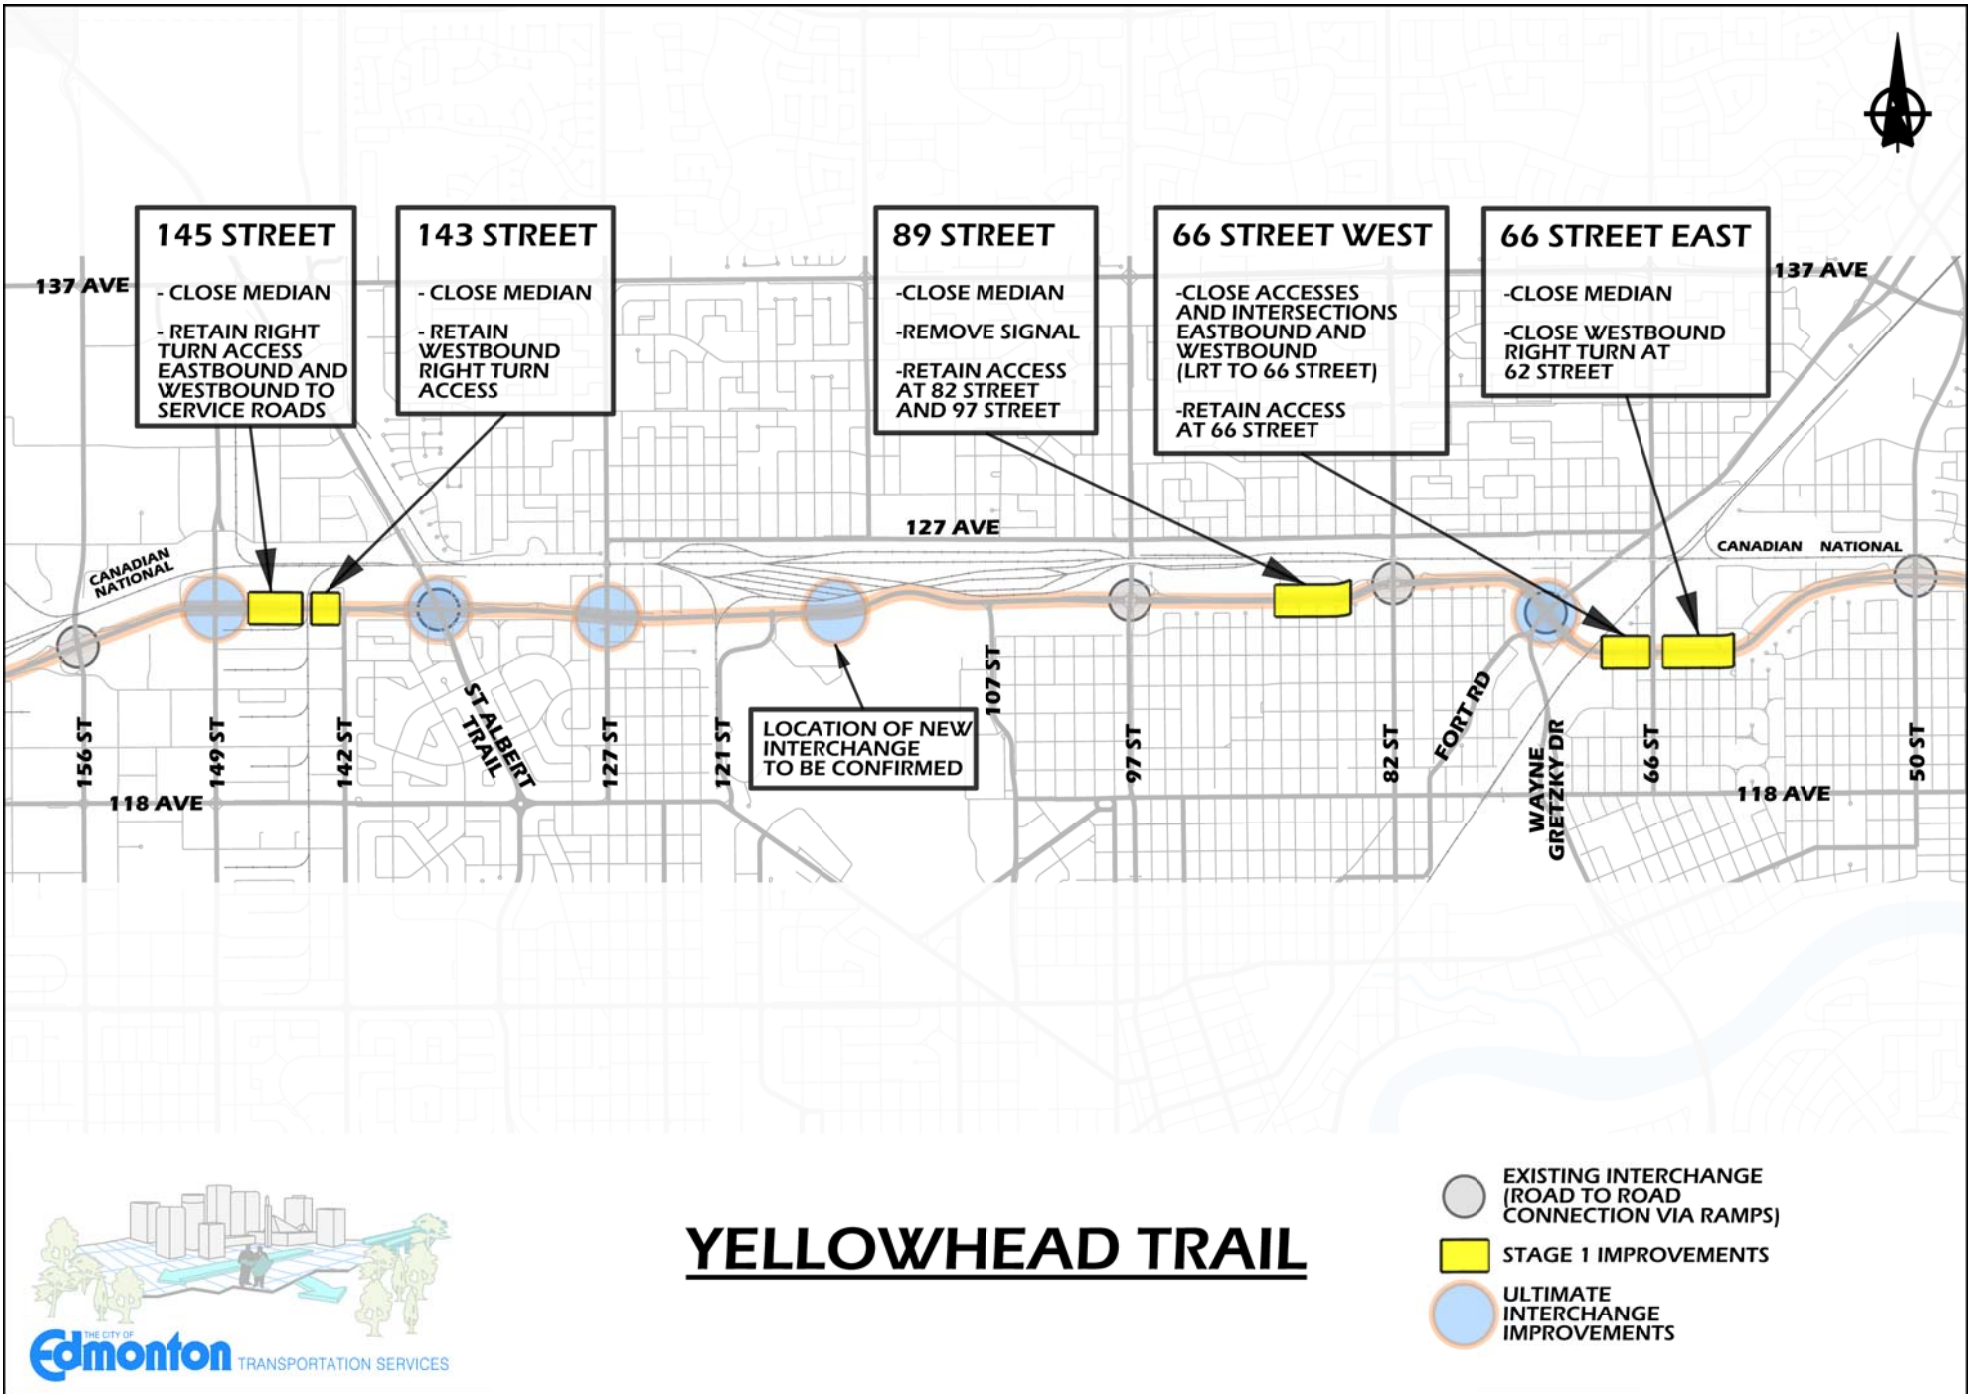 145 STREET
- CLOSE MEDIAN
- RETAIN RIGHT
TURN ACCESS
EASTBOUND AND
WESTBOUND TO
SERVICE ROADS
143 STREET
- CLOSE MEDIAN
- RETAIN
WESTBOUND
RIGHT TURN
ACCESS
89 STREET
-CLOSE MEDIAN
-REMOVE SIGNAL
-RETAIN ACCESS
AT 82 STREET
AND 97 STREET
66 STREET WEST
-CLOSE ACCESSES
AND INTERSECTIONS
EASTBOUND AND
WESTBOUND
(LRT TO 66 STREET)
-RETAIN ACCESS
AT 66 STREET
66 STREET EAST
-CLOSE MEDIAN
-CLOSE WESTBOUND
RIGHT TURN AT
62 STREET
137 AVE
137 AVE
127 AVE
CANADIAN
NATIONAL
CANADIAN NATIONAL
156 ST
149 ST
142 ST
ST ALBERT
TRAIL
127 ST
121 ST
LOCATION OF NEW
INTERCHANGE
TO BE CONFIRMED
107 ST
97 ST
82 ST
FORT RD
WAYNE
GRETZKY DR
66 ST
50 ST
118 AVE
118 AVE
YELLOWHEAD TRAIL
EXISTING INTERCHANGE
(ROAD TO ROAD
CONNECTION VIA RAMPS)
STAGE 1 IMPROVEMENTS
ULTIMATE
INTERCHANGE
IMPROVEMENTS
THE CITY OF
Edmonton TRANSPORTATION SERVICES